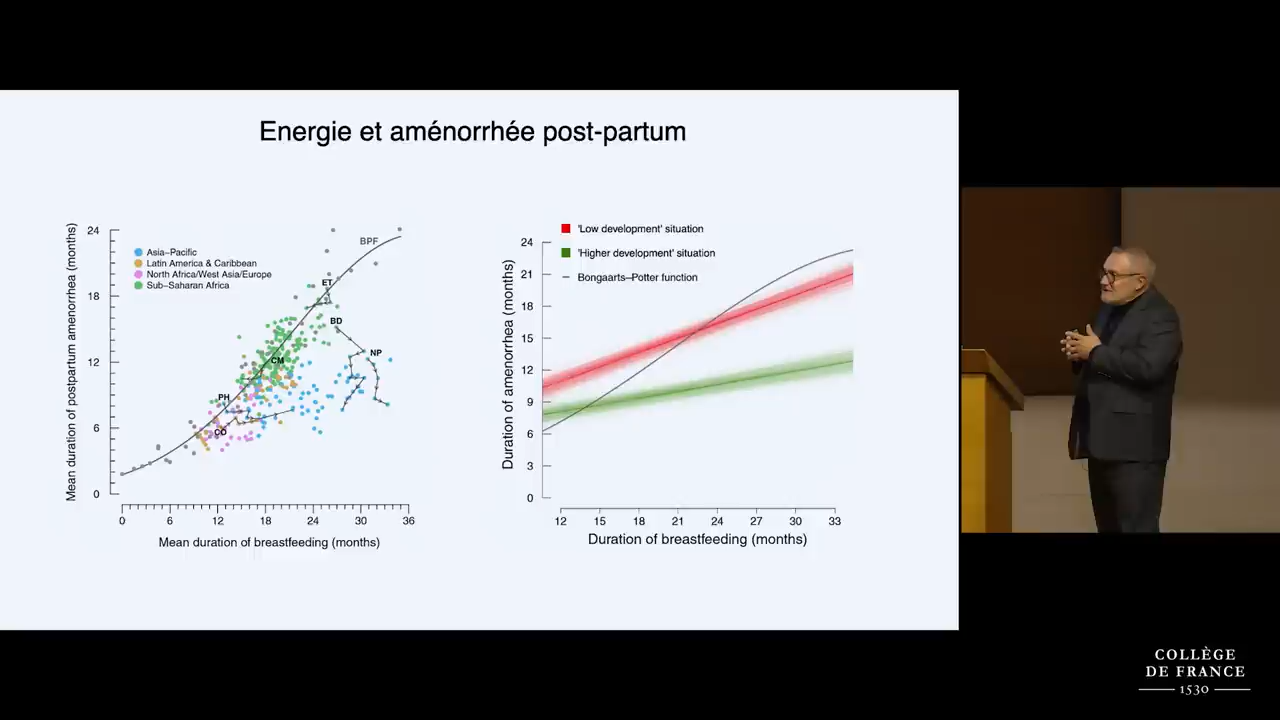 Energie et aménorrhée post-partum
Mean duration of postpartum amenorrhea (months)
24
18
12
6
0
Asia–Pacific
Latin America & Caribbean
North Africa/West Asia/Europe
Sub–Saharan Africa
BPF
ET
BD
NP
CM
PH
CO
0 6 12 18 24 30 36
Mean duration of breastfeeding (months)
'Low development' situation
'Higher development' situation
Bongaarts–Potter function
Duration of amenorrhea (months)
24
21
18
15
12
9
6
3
0
12 15 18 21 24 27 30 33
Duration of breastfeeding (months)
COLLÈGE
DE FRANCE
1530